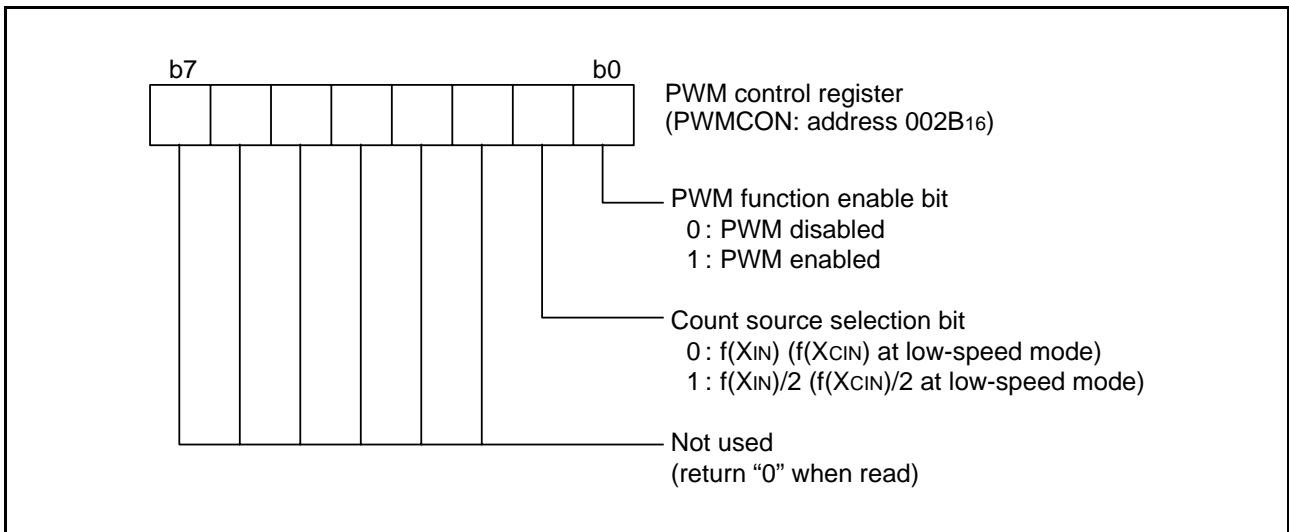 b7 b0
PWM control register
(PWMCON: address 002B16)
PWM function enable bit
0 : PWM disabled
1 : PWM enabled
Count source selection bit
0 : f(XIN) (f(XCIN) at low-speed mode)
1 : f(XIN)/2 (f(XCIN)/2 at low-speed mode)
Not used
(return “0” when read)